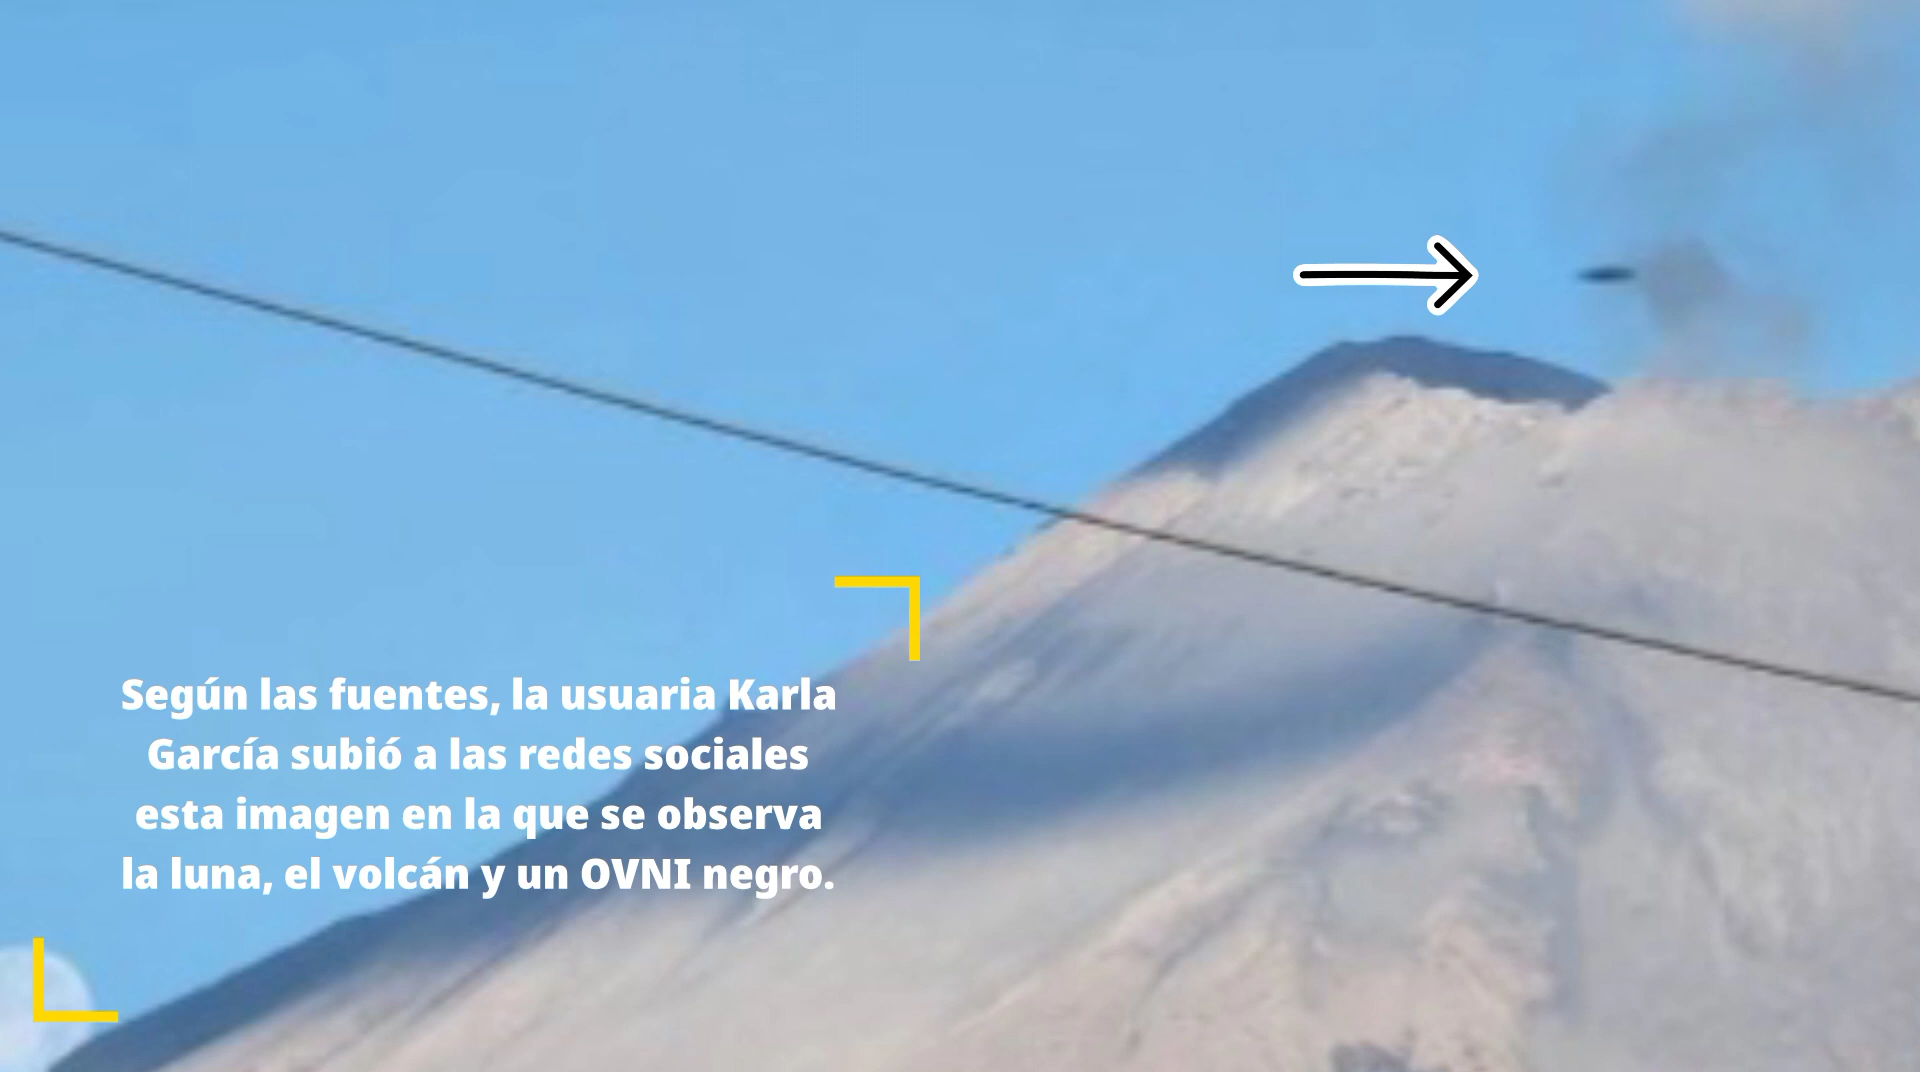 Según las fuentes, la usuaria Karla
García subió a las redes sociales
esta imagen en la que se observa
la luna, el volcán y un OVNI negro.